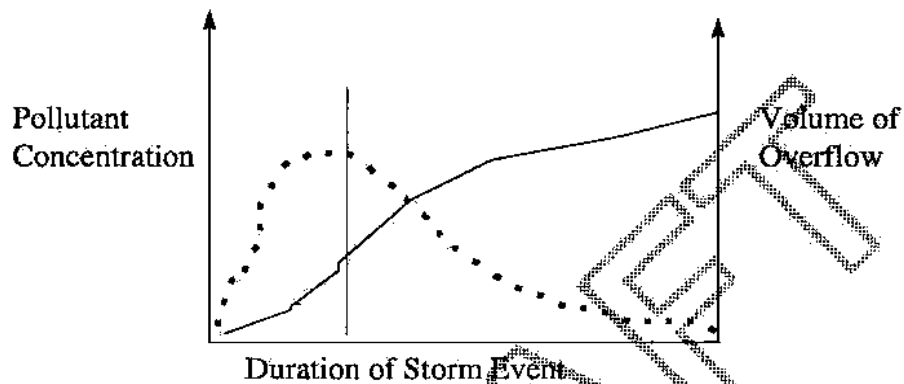 Pollutant
Concentration
Volume of
Overflow
Duration of Storm Event